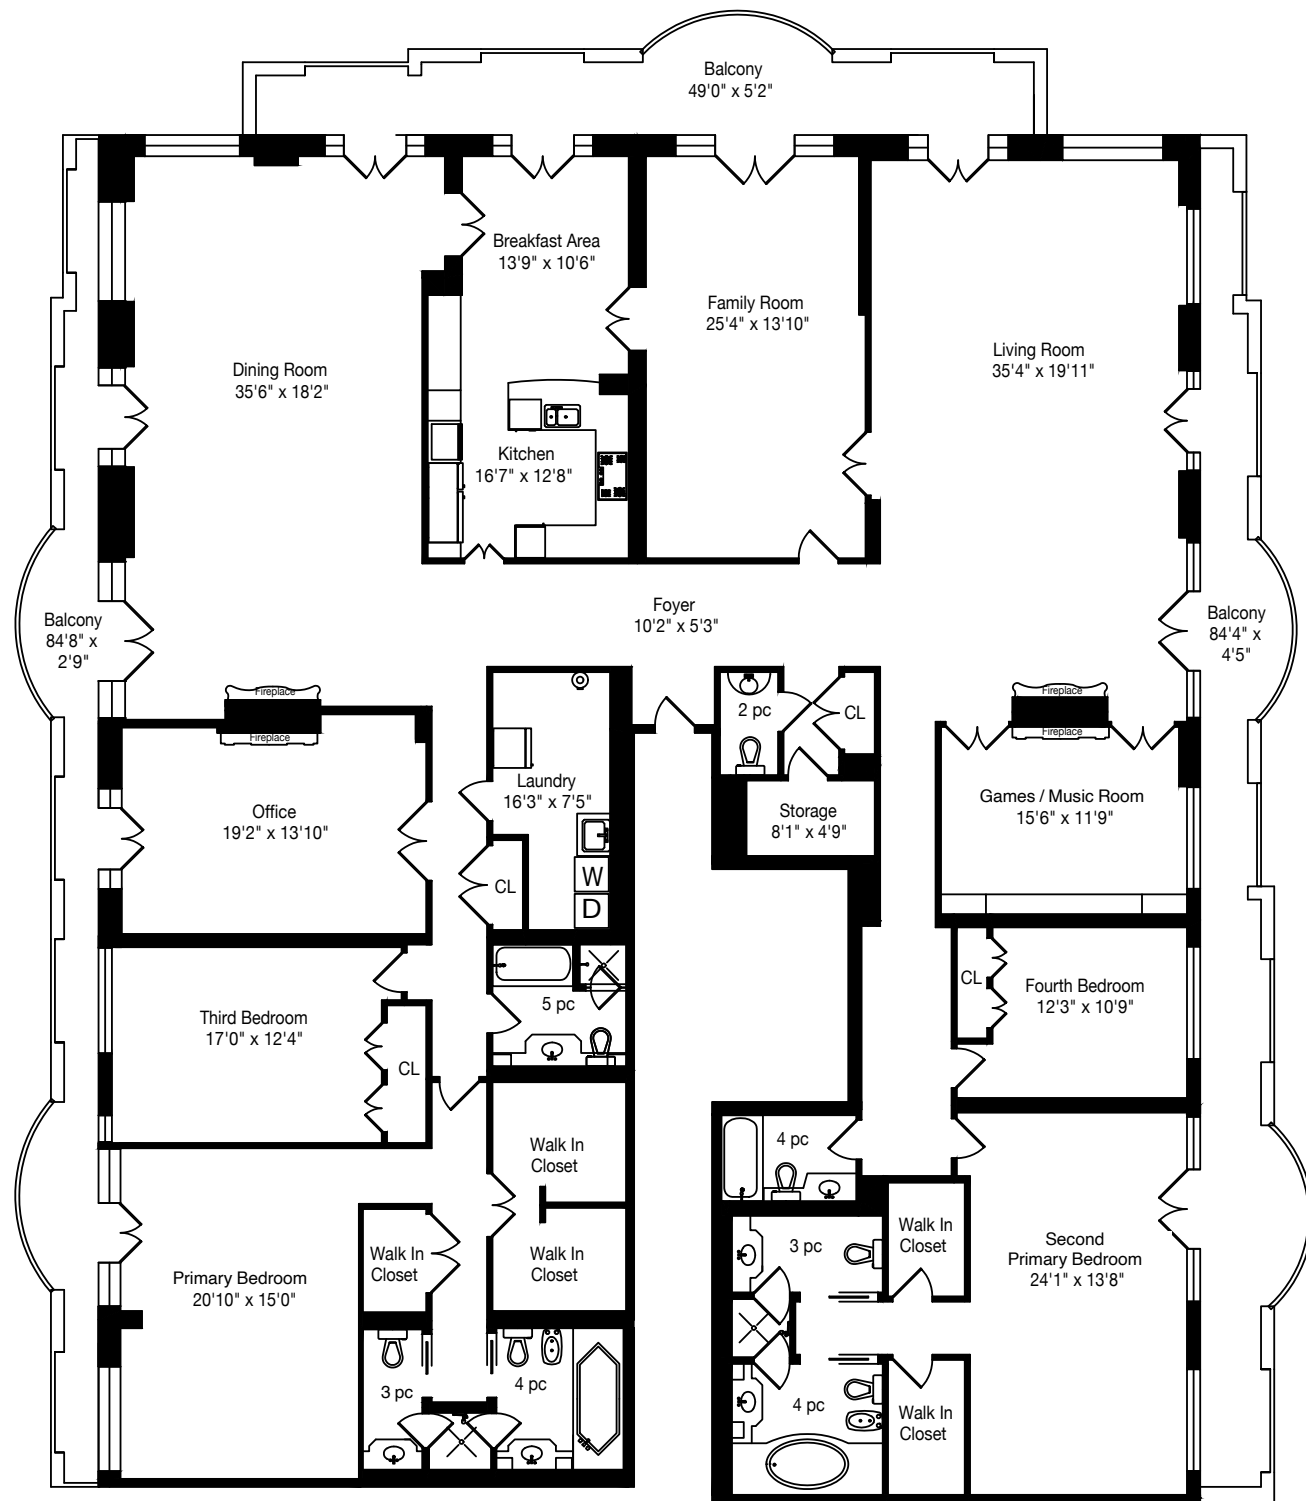 Balcony
49'0" x 5'2"
Breakfast Area
13'9" x 10'6"
Family Room
25'4" x 13'10"
Dining Room
35'6" x 18'2"
Living Room
35'4" x 19'11"
Kitchen
16'7" x 12'8"
Foyer
10'2" x 5'3"
Balcony
84'8" x
2'9"
Balcony
84'4" x
4'5"
Fireplace
Fireplace
Fireplace
Fireplace
2 pc
CL
Laundry
16'3" x 7'5"
Storage
8'1" x 4'9"
Office
19'2" x 13'10"
Games / Music Room
15'6" x 11'9"
CL
W
D
CL
Fourth Bedroom
12'3" x 10'9"
5 pc
Third Bedroom
17'0" x 12'4"
CL
4 pc
Walk In
Closet
Walk In
Closet
Walk In
Closet
Primary Bedroom
20'10" x 15'0"
3 pc
Walk In
Closet
Second
Primary Bedroom
24'1" x 13'8"
3 pc
4 pc
4 pc
Walk In
Closet